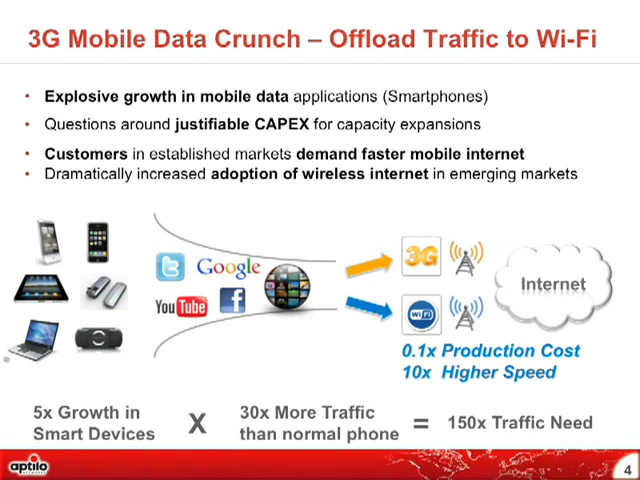 3G Mobile Data Crunch – Offload Traffic to Wi-Fi
• Explosive growth in mobile data applications (Smartphones)
• Questions around justifiable CAPEX for capacity expansions
• Customers in established markets demand faster mobile internet
• Dramatically increased adoption of wireless internet in emerging markets
t Google
YouTube f
3G
WiFi
Internet
0.1x Production Cost
10x Higher Speed
5x Growth in
Smart Devices
X
30x More Traffic
than normal phone
= 150x Traffic Need
aptilo
4